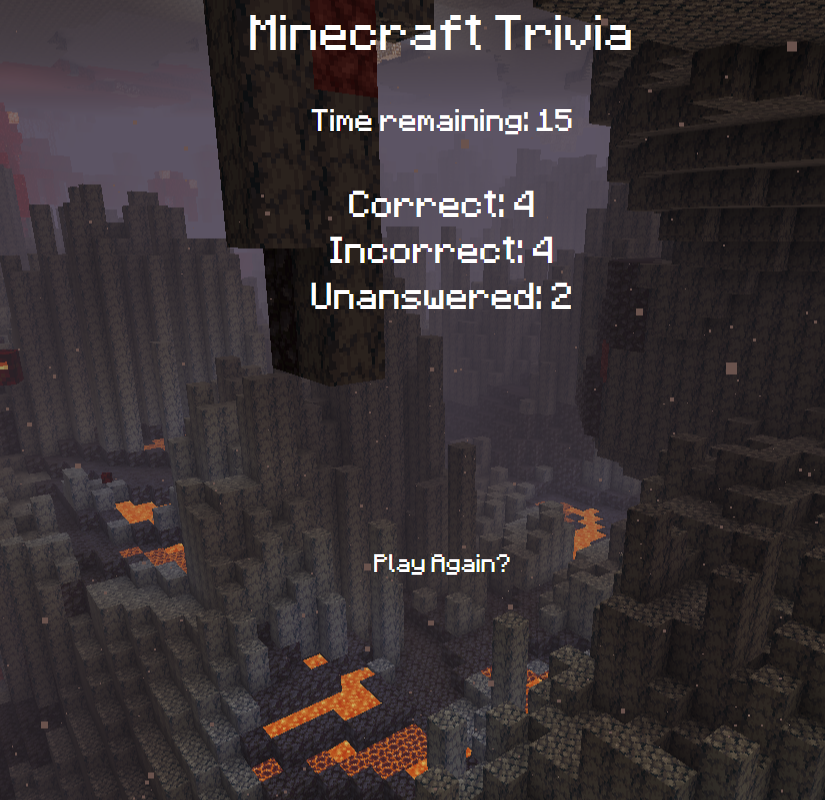 Minecraft Trivia
Time remaining: 15
Correct: 4
Incorrect: 4
Unanswered: 2
Play Again?